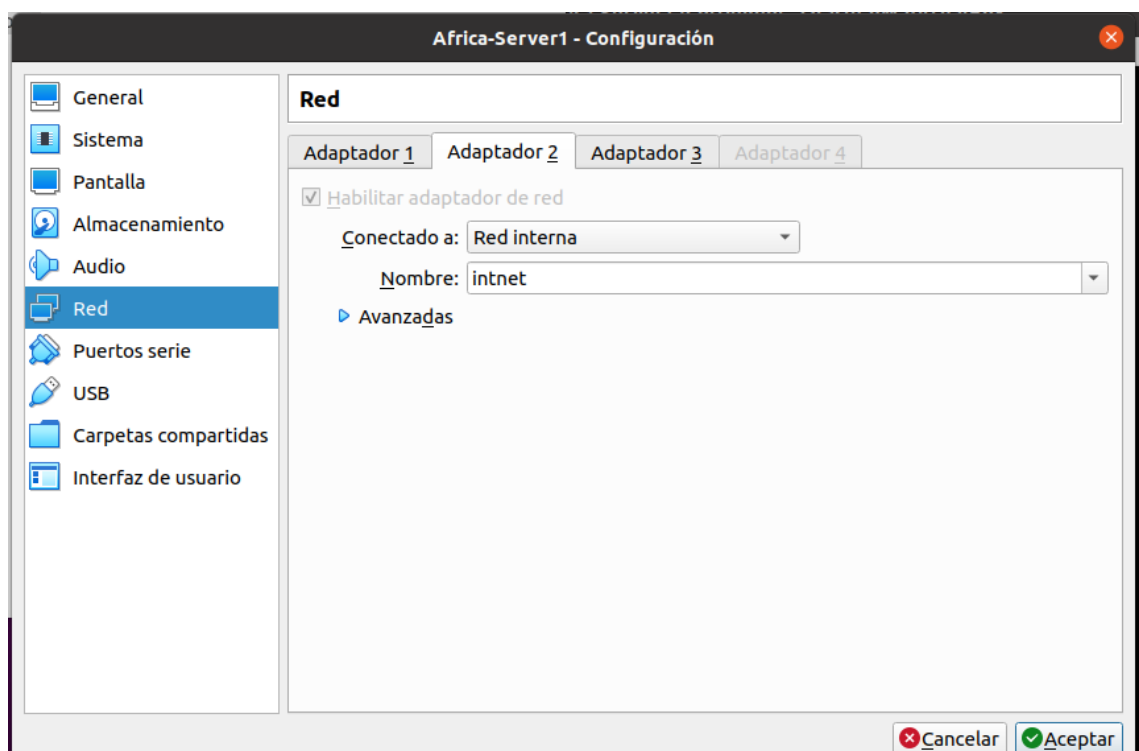 Africa-Server1 - Configuración
General
Sistema
Pantalla
Almacenamiento
Audio
Red
Puertos serie
USB
Carpetas compartidas
Interfaz de usuario
Red
Adaptador 1 Adaptador 2 Adaptador 3 Adaptador 4
Habilitar adaptador de red
Conectado a: Red interna
Nombre: intnet
Avanzadas
Cancelar Aceptar